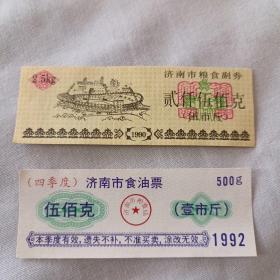 2.5kg
济南市粮食副券
贰仟伍佰克
伍市斤
1990
(四季度)
济南市食油票
500g
伍佰克
(壹市斤)
本季度有效,遗失不补,不准买卖,涂改无效
1992